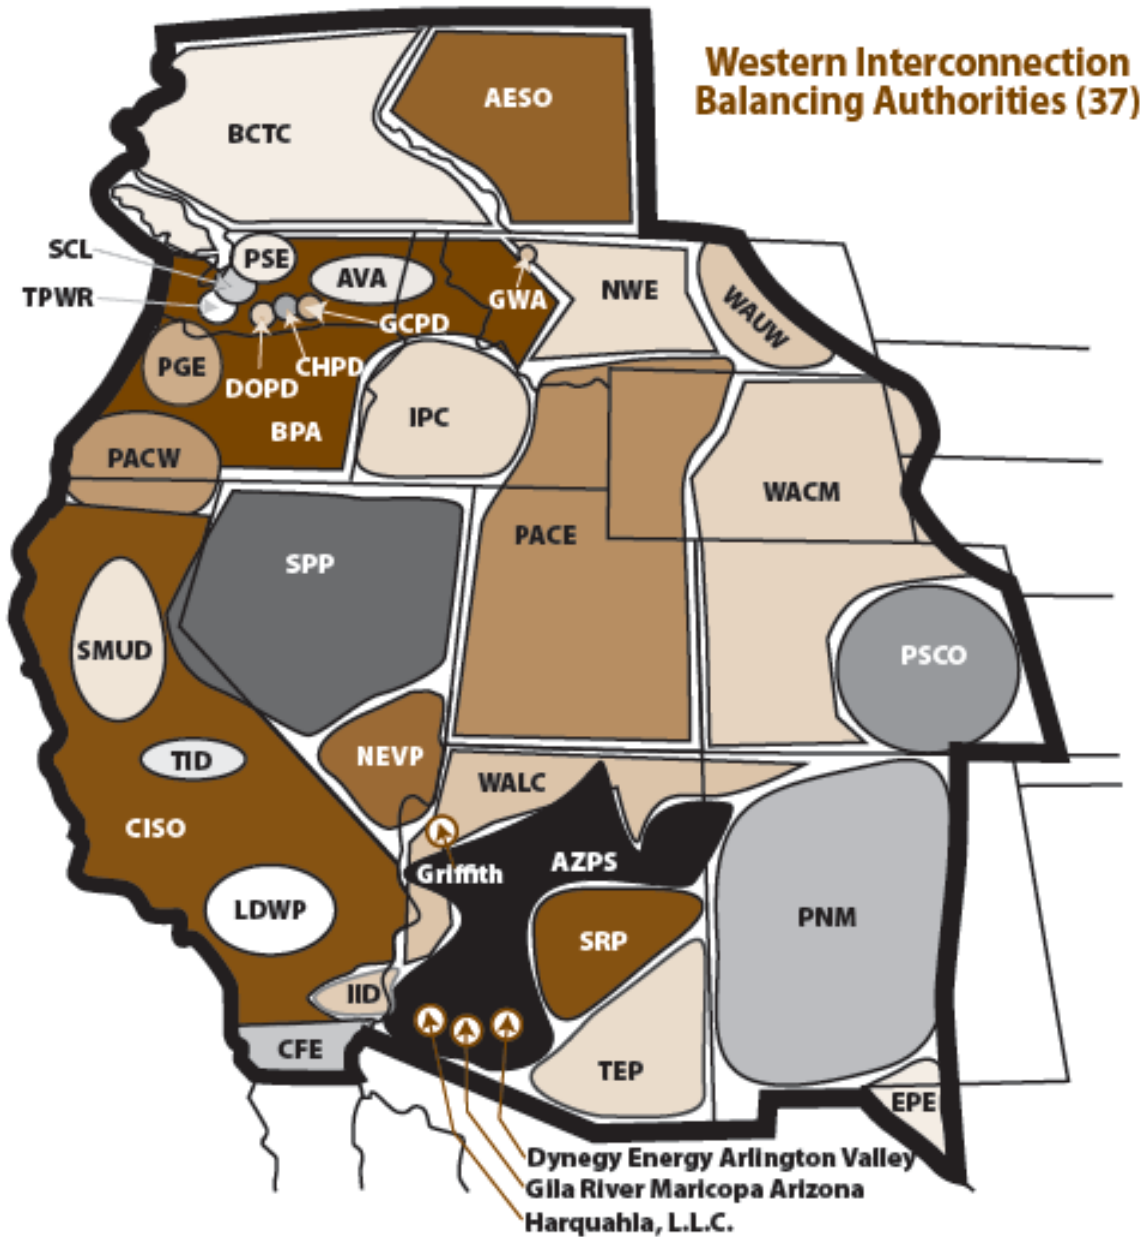 Western Interconnection
Balancing Authorities (37)
AESO
BCTC
SCL
PSE
AVA
TPWR
GWA
NWE
WAUW
GCPD
CHPD
PGE
DOPD
IPC
BPA
PACW
WACM
PACE
SPP
SMUD
PSCO
NEVP
TID
WALC
CISO
AZPS
Griffith
LDWP
PNM
SRP
IID
CFE
TEP
EPE
Dynegy Energy Arlington Valley
Gila River Maricopa Arizona
Harquahla, L.L.C.